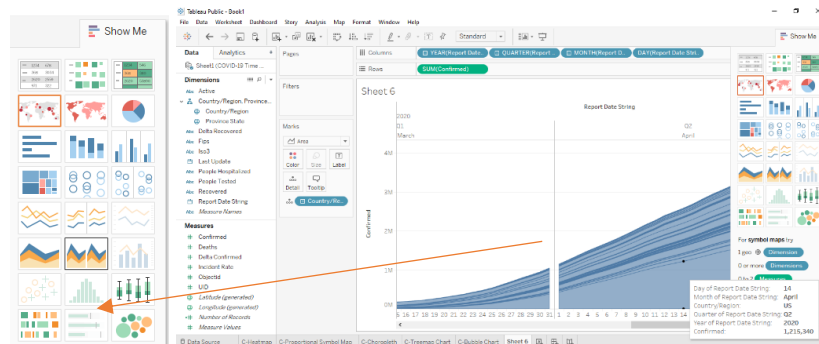 Show Me
Tableau Public - Book1
File Data Worksheet Dashboard Story Analysis Map Format Window Help
Standard
Show Me
Data Analytics
Sheet1 (COVID-19 Time ...
Dimensions
Active
Country/Region, Province...
Country/Region
Province State
Delta Recovered
Fips
Iso3
Last Update
People Hospitalized
People Tested
Recovered
Report Date String
Measure Names
Measures
Confirmed
Deaths
Delta Confirmed
Incident Rate
ObjectId
UID
Latitude (generated)
Longitude (generated)
Number of Records
Measure Values
Pages
Filters
Marks
Area
Color Size Label
Detail Tooltip
Country/Re...
Columns YEAR(Report Date... QUARTER(Report ... MONTH(Report D... DAY(Report Date Stri...
Rows SUM(Confirmed)
Sheet 6
Report Date String
2020
Q1 Q2
March April
4M
3M
2M
1M
0M
Confirmed
For symbol maps try
1 geo Dimension
0 or more Dimensions
0 to 2
Day of Report Date String: 14
Month of Report Date String: April
Country/Region: US
Quarter of Report Date String: Q2
Year of Report Date String: 2020
Confirmed: 1,215,340
Data Source C-Heatmap C-Proportional Symbol Map C-Choropleth C-Treemap Chart C-Bubble Chart Sheet 6